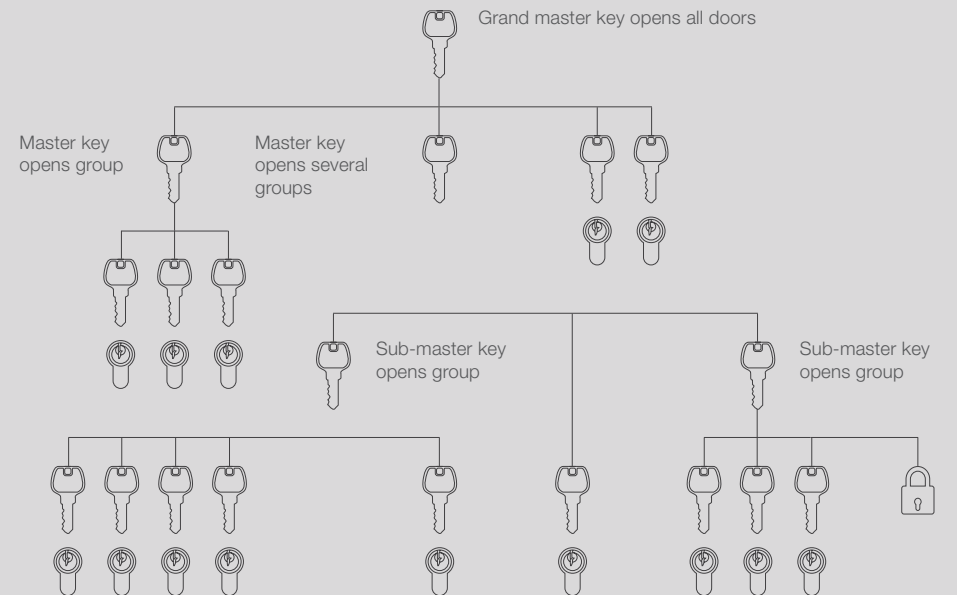 Grand master key opens all doors
Master key
opens group
Master key
opens several
groups
Sub-master key
opens group
Sub-master key
opens group